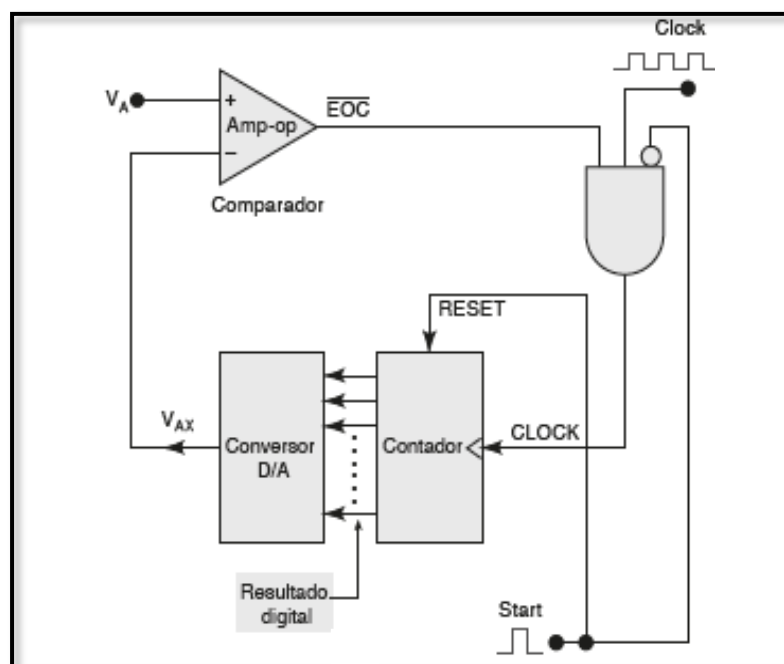 Clock
V_A
+
Amp-op
–
EOC
Comparador
RESET
V_AX
Conversor
D/A
Contador
CLOCK
Resultado
digital
Start